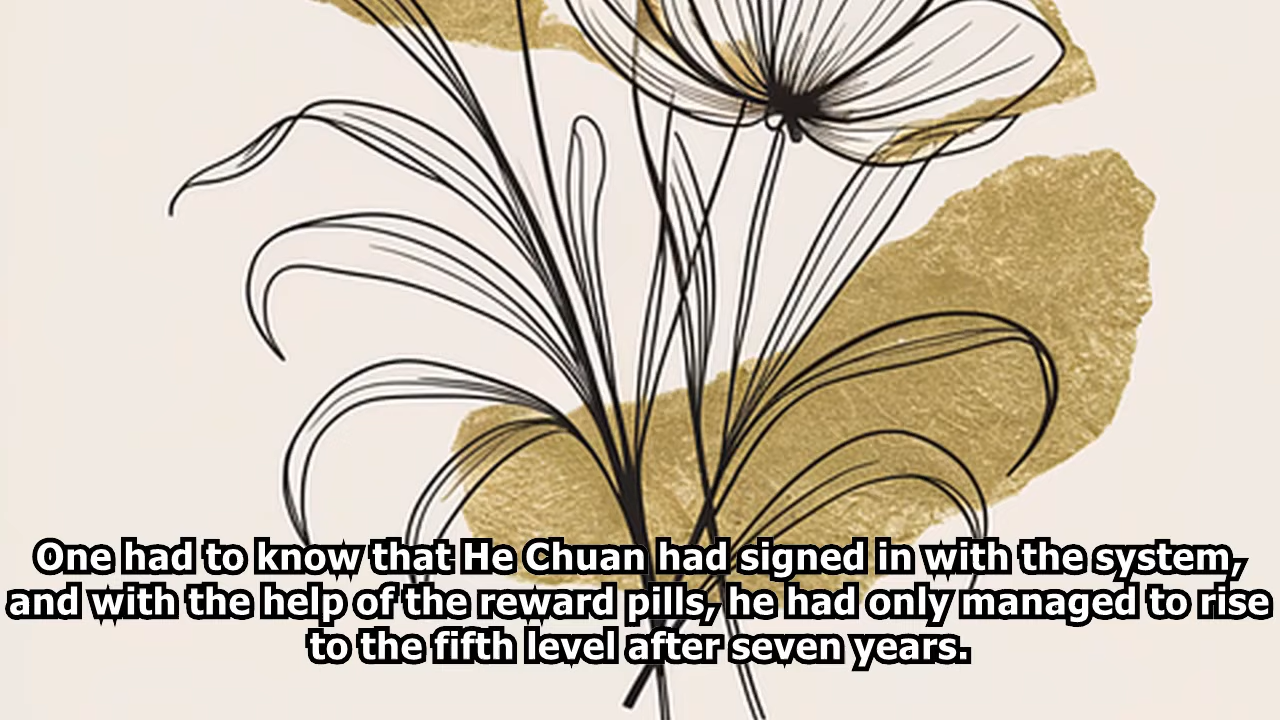 One had to know that He Chuan had signed in with the system,
and with the help of the reward pills, he had only managed to rise
to the fifth level after seven years.